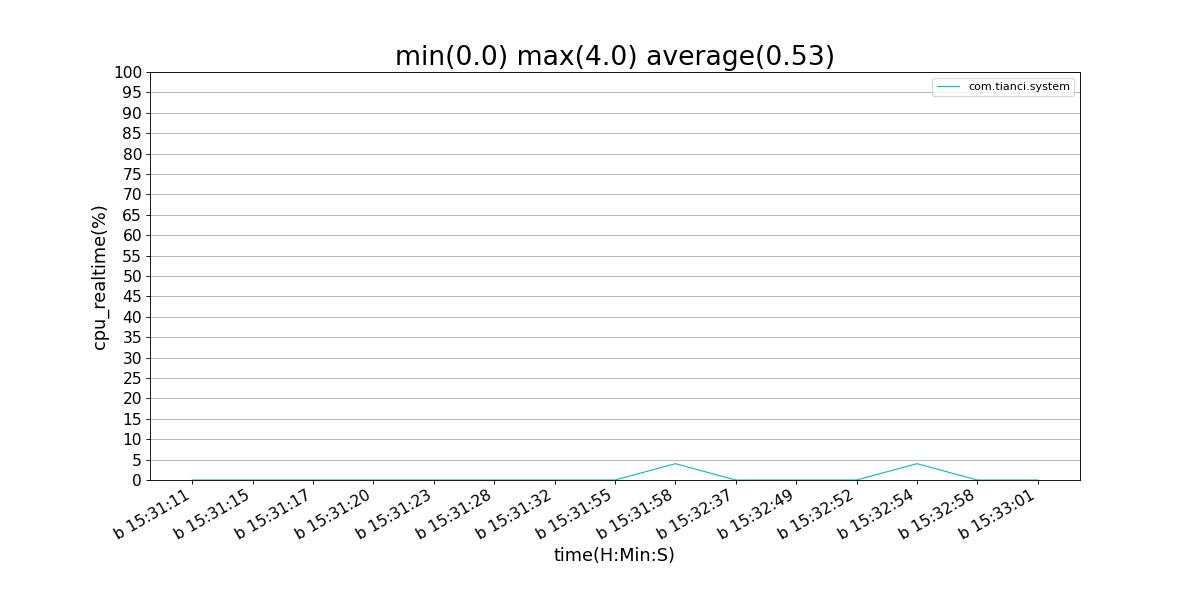 min(0.0) max(4.0) average(0.53)
com.tianci.system
cpu_realtime(%)
100
95
90
85
80
75
70
65
60
55
50
45
40
35
30
25
20
15
10
5
0
b 15:31:11
b 15:31:15
b 15:31:17
b 15:31:20
b 15:31:23
b 15:31:28
b 15:31:32
b 15:31:55
b 15:31:58
b 15:32:37
b 15:32:49
b 15:32:52
b 15:32:54
b 15:32:58
b 15:33:01
time(H:Min:S)